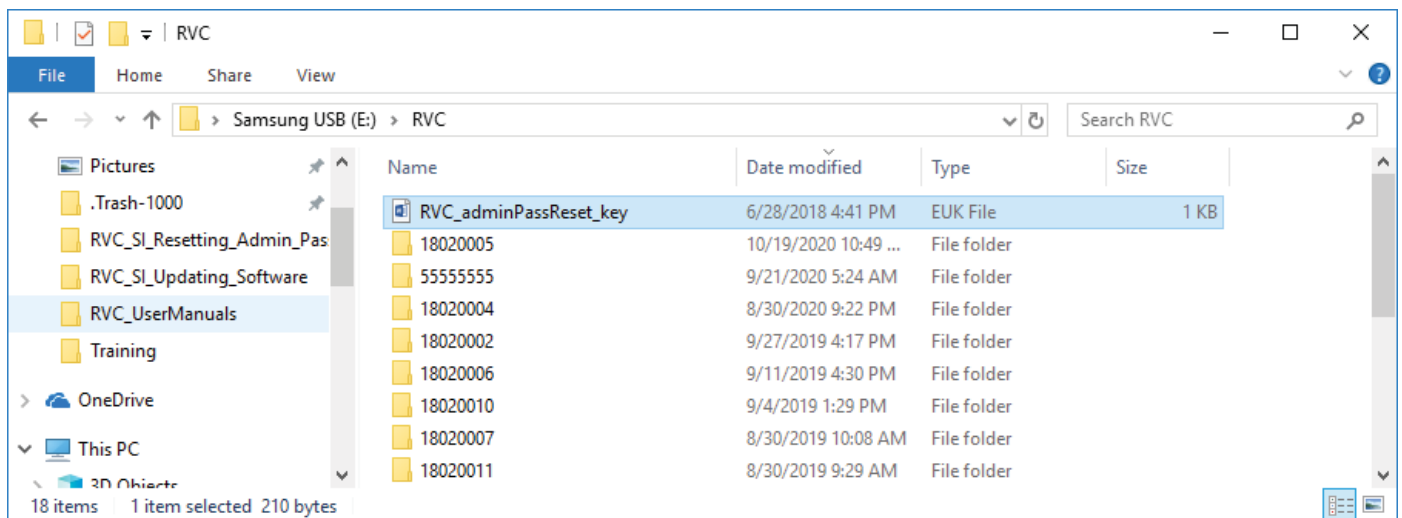 RVC
File Home Share View
Samsung USB (E:) > RVC Search RVC
Pictures
.Trash-1000
RVC_SI_Resetting_Admin_Pas
RVC_SI_Updating_Software
RVC_UserManuals
Training
OneDrive
This PC
3D Objects
Name Date modified Type Size
RVC_adminPassReset_key 6/28/2018 4:41 PM EUK File 1 KB
18020005 10/19/2020 10:49 ... File folder
55555555 9/21/2020 5:24 AM File folder
18020004 8/30/2020 9:22 PM File folder
18020002 9/27/2019 4:17 PM File folder
18020006 9/11/2019 4:30 PM File folder
18020010 9/4/2019 1:29 PM File folder
18020007 8/30/2019 10:08 AM File folder
18020011 8/30/2019 9:29 AM File folder
18 items 1 item selected 210 bytes